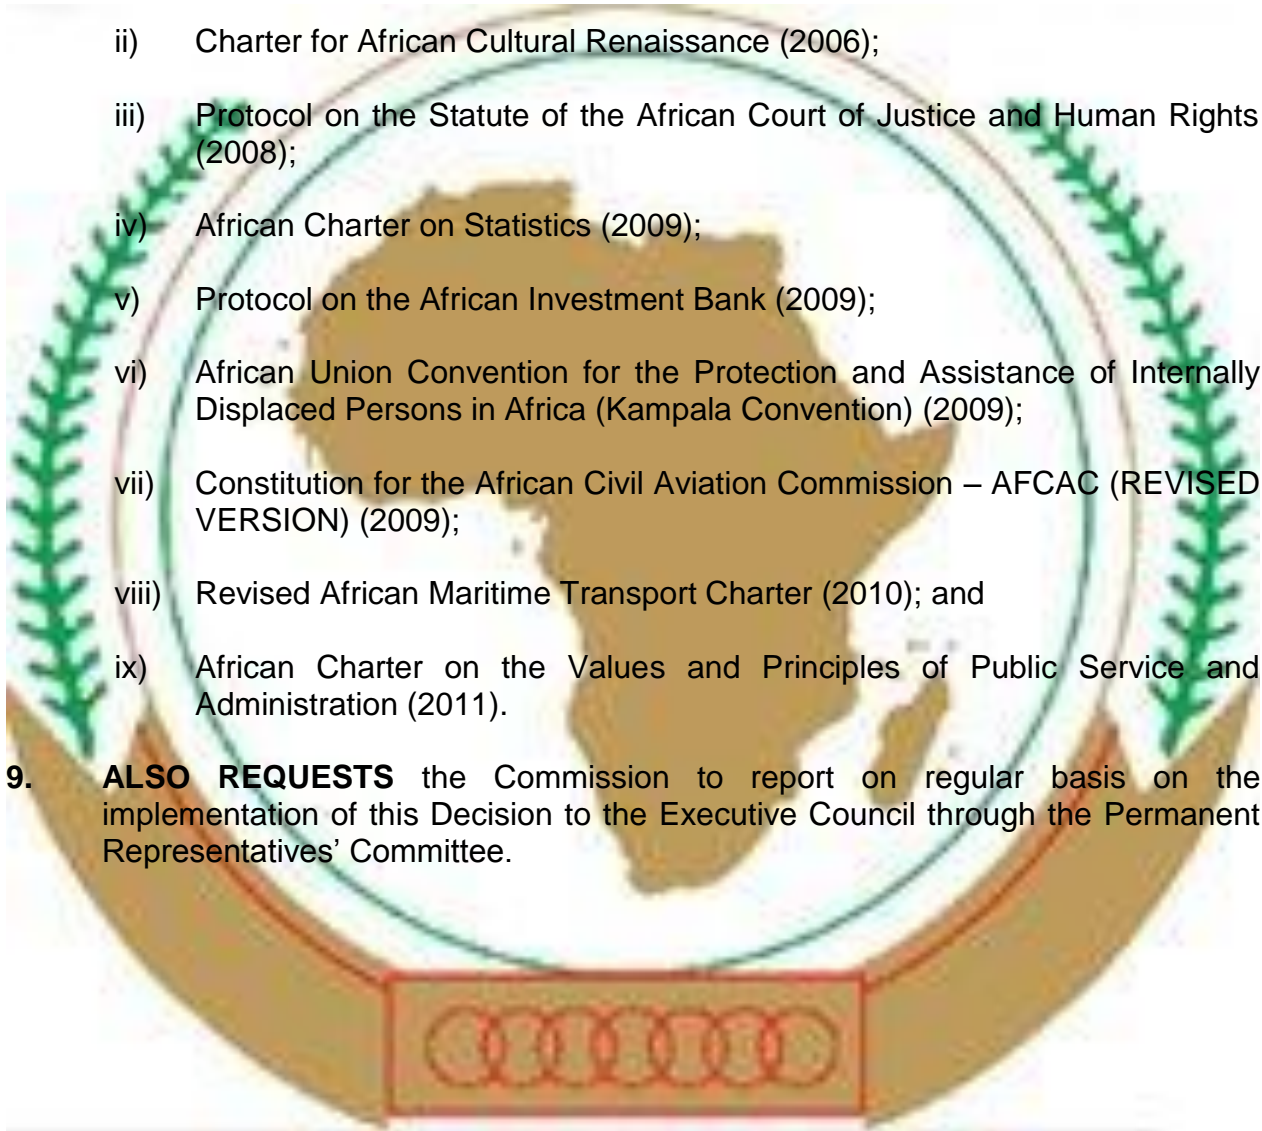 ii) Charter for African Cultural Renaissance (2006);
iii) Protocol on the Statute of the African Court of Justice and Human Rights
(2008);
iv) African Charter on Statistics (2009);
v) Protocol on the African Investment Bank (2009);
vi) African Union Convention for the Protection and Assistance of Internally
Displaced Persons in Africa (Kampala Convention) (2009);
vii) Constitution for the African Civil Aviation Commission – AFCAC (REVISED
VERSION) (2009);
viii) Revised African Maritime Transport Charter (2010); and
ix) African Charter on the Values and Principles of Public Service and
Administration (2011).
9. ALSO REQUESTS the Commission to report on regular basis on the
implementation of this Decision to the Executive Council through the Permanent
Representatives’ Committee.